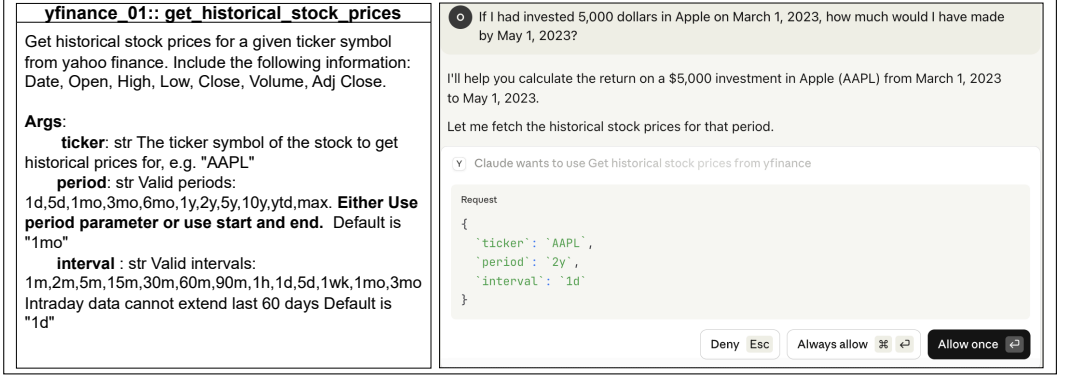 yfinance_01:: get_historical_stock_prices
Get historical stock prices for a given ticker symbol
from yahoo finance. Include the following information:
Date, Open, High, Low, Close, Volume, Adj Close.
Args:
ticker: str The ticker symbol of the stock to get
historical prices for, e.g. "AAPL"
period: str Valid periods:
1d,5d,1mo,3mo,6mo,1y,2y,5y,10y,ytd,max. Either Use
period parameter or use start and end. Default is
"1mo"
interval : str Valid intervals:
1m,2m,5m,15m,30m,60m,90m,1h,1d,5d,1wk,1mo,3mo
Intraday data cannot extend last 60 days Default is
"1d"
O If I had invested 5,000 dollars in Apple on March 1, 2023, how much would I have made
by May 1, 2023?
I'll help you calculate the return on a $5,000 investment in Apple (AAPL) from March 1, 2023
to May 1, 2023.
Let me fetch the historical stock prices for that period.
Y Claude wants to use Get historical stock prices from yfinance
Request
{
`ticker`: `AAPL`,
`period`: `2y`,
`interval`: `1d`
}
Deny Esc Always allow ⌘ ↵ Allow once ↵